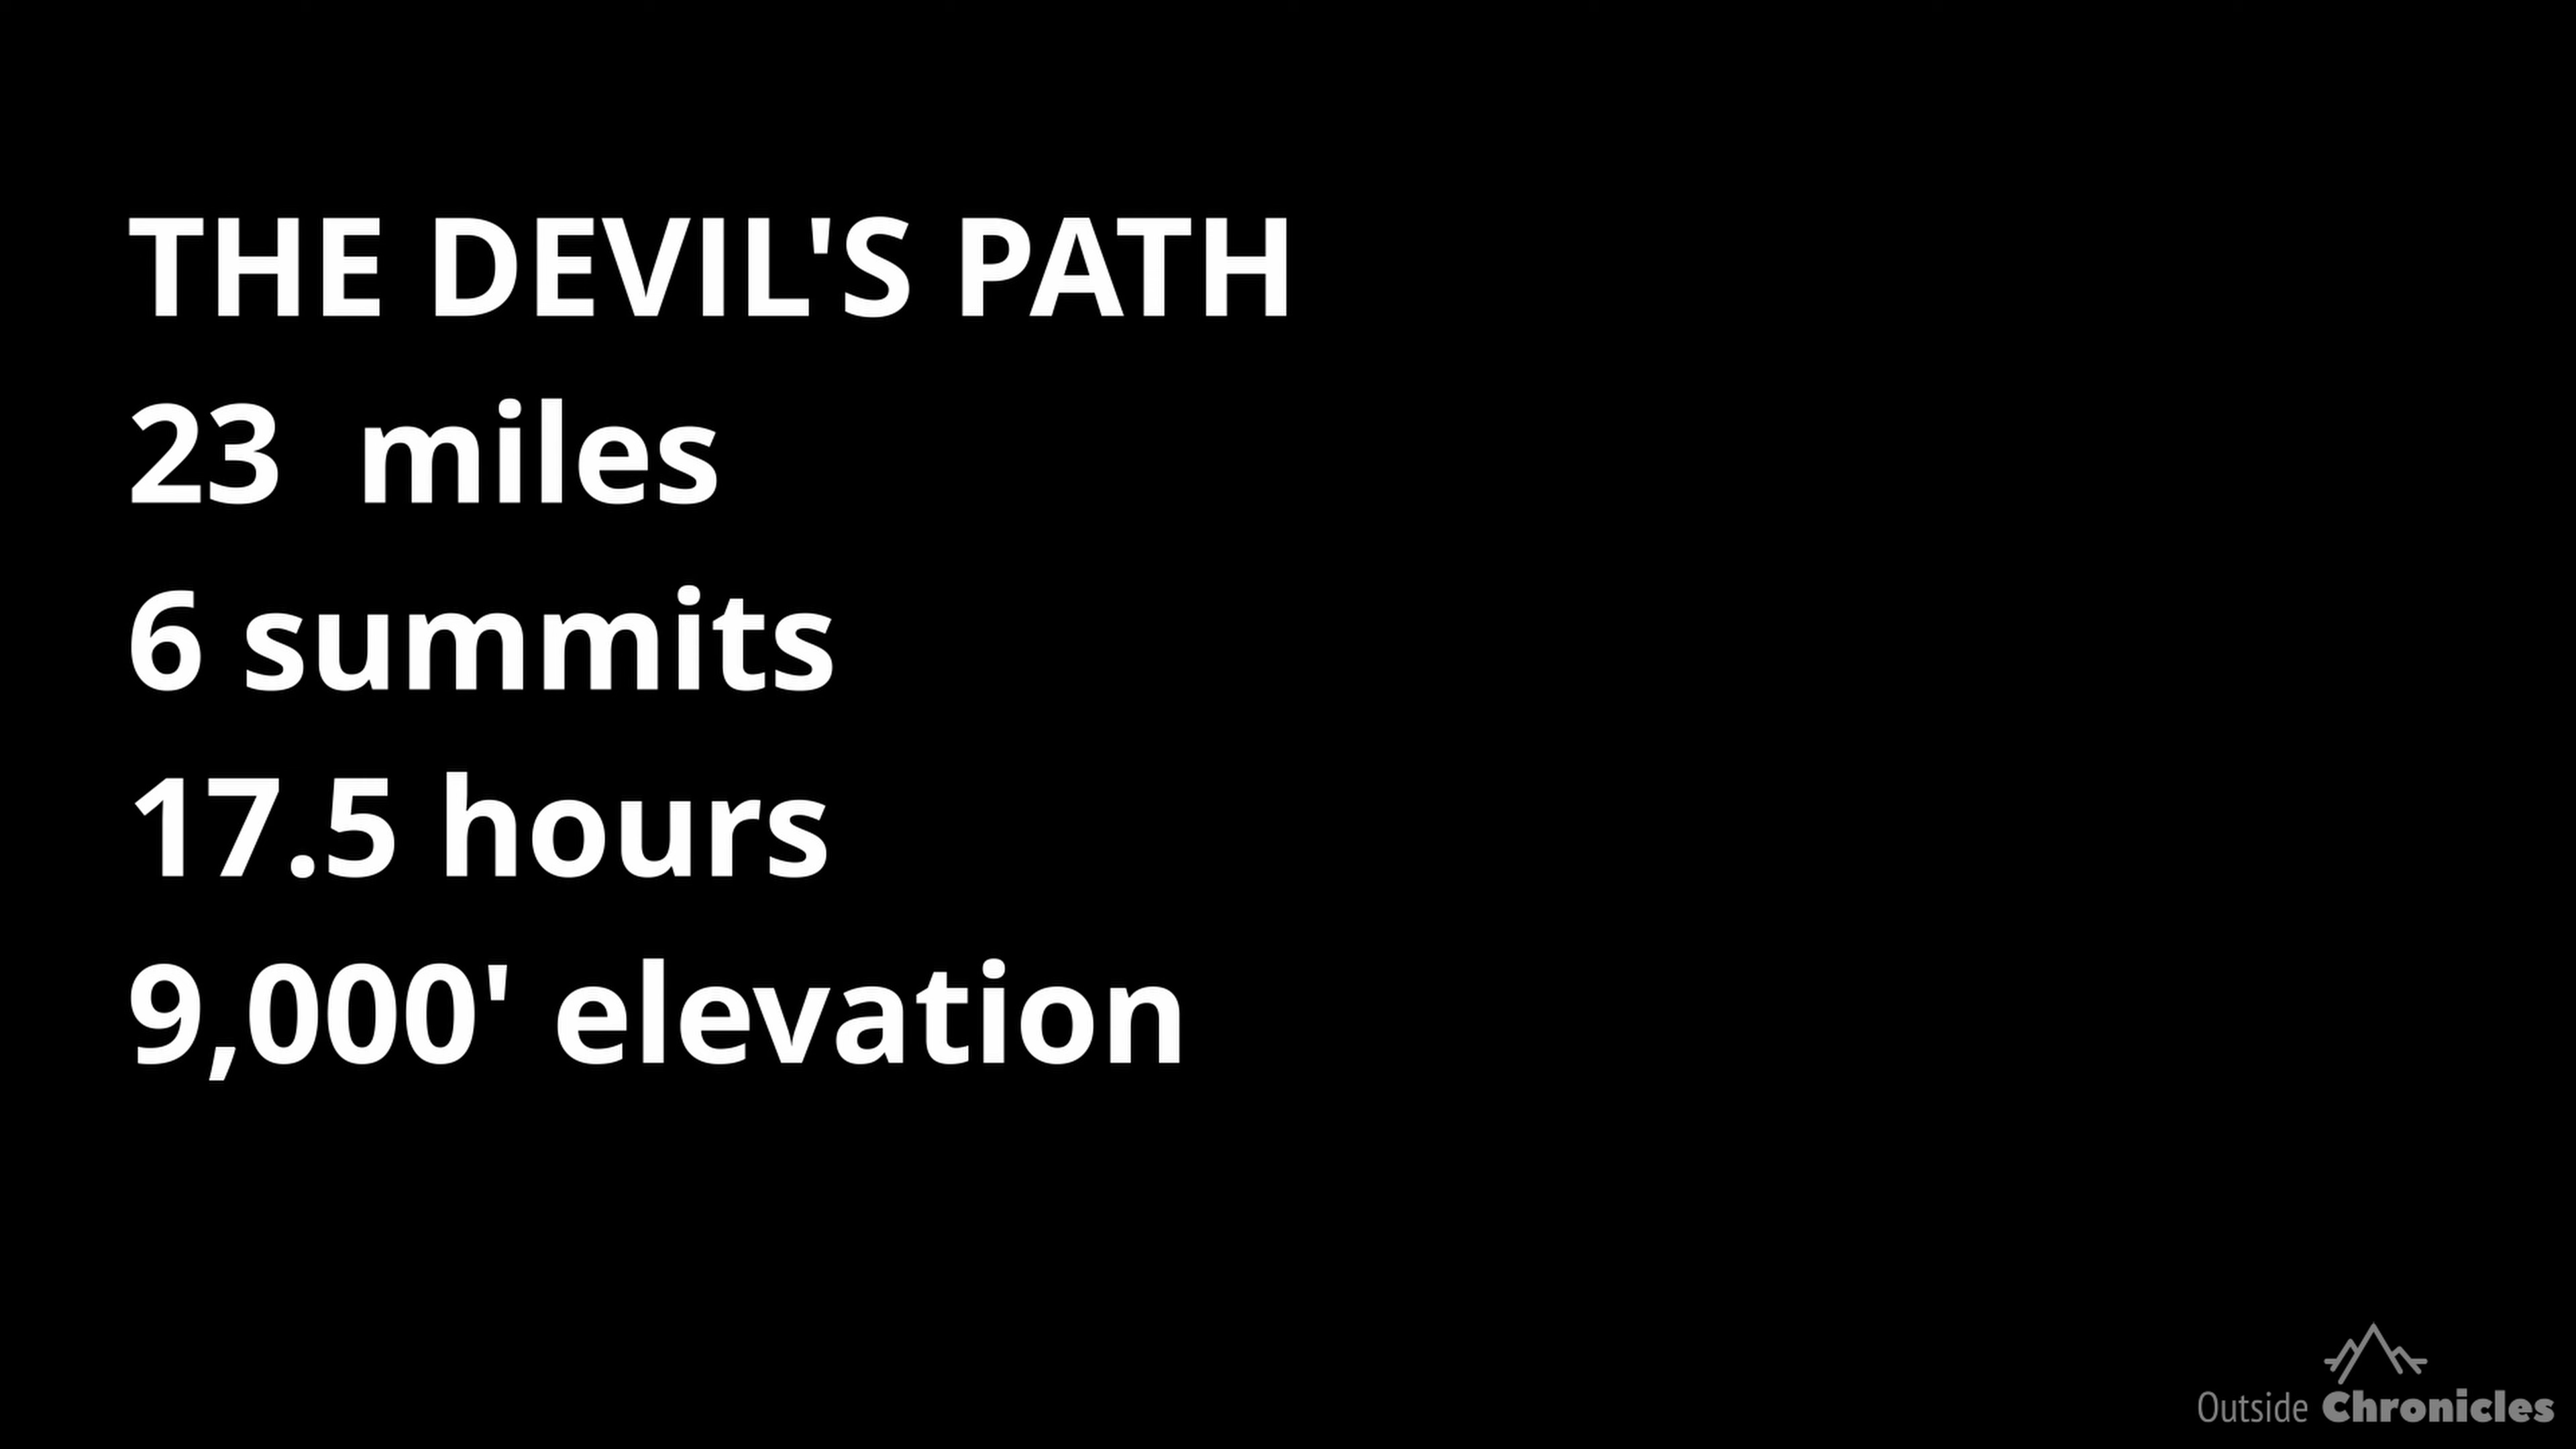 THE DEVIL'S PATH
23  miles
6 summits
17.5 hours
9,000' elevation
Outside Chronicles